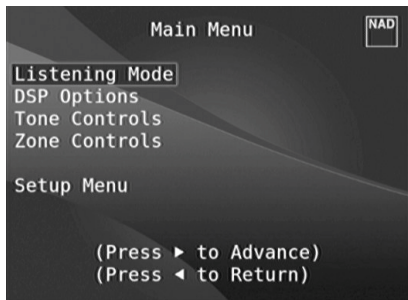 Main Menu
NAD
Listening Mode
DSP Options
Tone Controls
Zone Controls
Setup Menu
(Press ► to Advance)
(Press ◄ to Return)